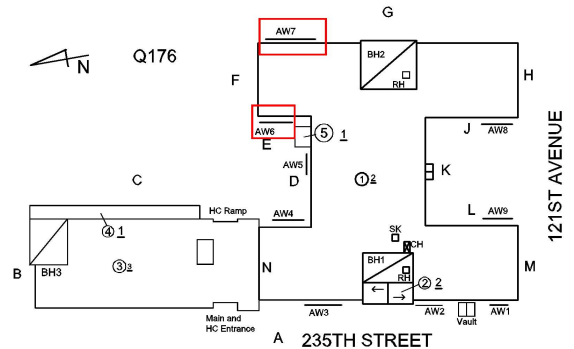 G
AW7
N
Q176
BH2
F
RH
H
AW6
E
5 1
J
AW8
AW5
D
K
1 2
C
HC Ramp
AW4
L
AW9
4 1
SK
CH
B
BH3
3 3
N
BH1
RH
2 2
M
AW3
AW2
AW1
Main and
HC Entrance
Vault
A
235TH STREET
121ST AVENUE